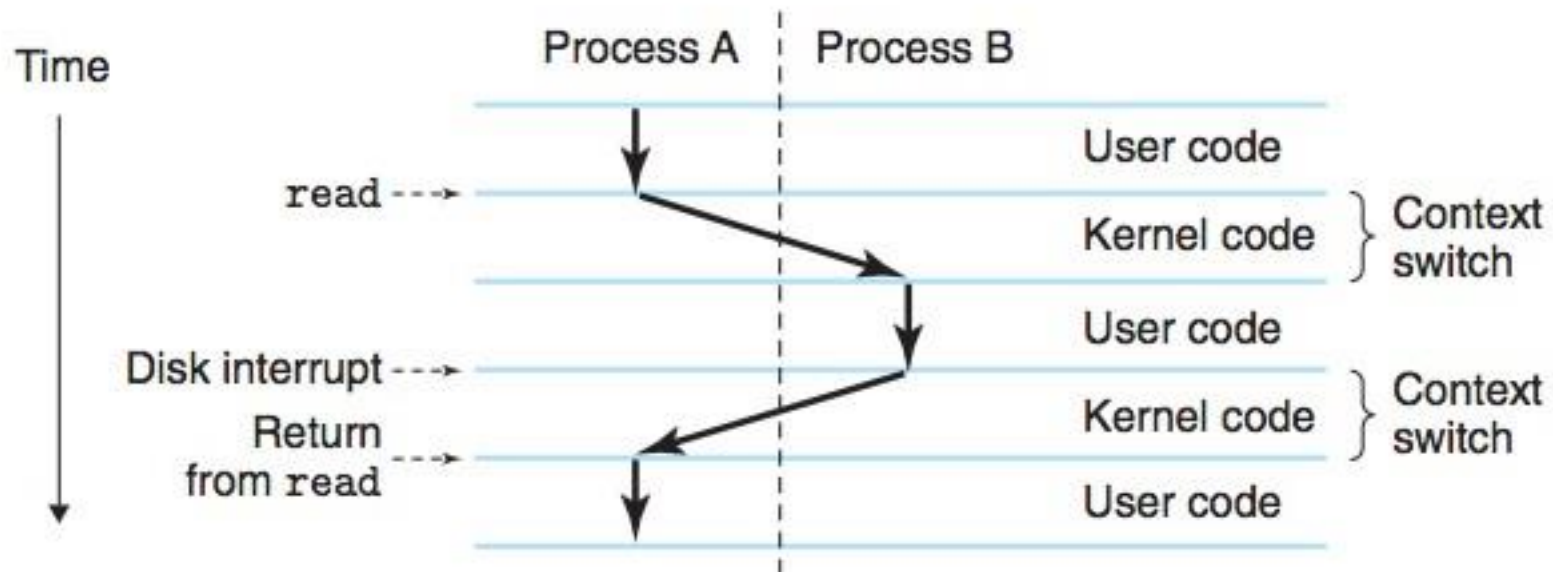 Time
Process A
Process B
User code
read
Kernel code
Context
switch
User code
Disk interrupt
Kernel code
Context
switch
Return
from read
User code